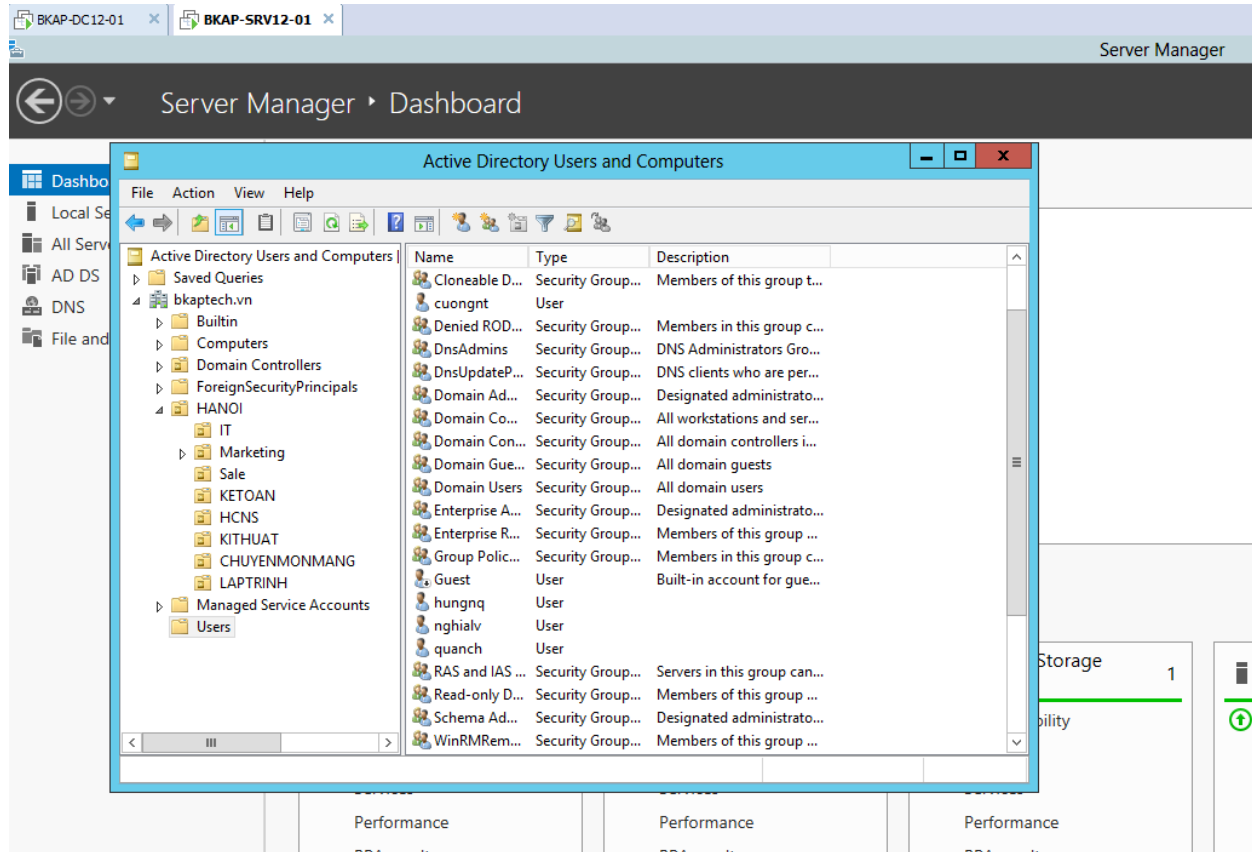 BKAP-DC12-01 × BKAP-SRV12-01 ×
Server Manager
Server Manager ‣ Dashboard
Active Directory Users and Computers
x
File Action View Help
Dashbo
Local Se
All Serv
AD DS
DNS
File and
Active Directory Users and Computers [
Saved Queries
bkaptech.vn
Builtin
Computers
Domain Controllers
ForeignSecurityPrincipals
HANOI
IT
Marketing
Sale
KETOAN
HCNS
KITHUAT
CHUYENMONMANG
LAPTRINH
Managed Service Accounts
Users
Name Type Description
Cloneable D... Security Group... Members of this group t...
cuongnt User
Denied ROD... Security Group... Members in this group c...
DnsAdmins Security Group... DNS Administrators Gro...
DnsUpdateP... Security Group... DNS clients who are per...
Domain Ad... Security Group... Designated administrato...
Domain Co... Security Group... All workstations and ser...
Domain Con... Security Group... All domain controllers i...
Domain Gue... Security Group... All domain guests
Domain Users Security Group... All domain users
Enterprise A... Security Group... Designated administrato...
Enterprise R... Security Group... Members of this group ...
Group Polic... Security Group... Members in this group c...
Guest User Built-in account for gue...
hungnq User
nghialv User
quanch User
RAS and IAS ... Security Group... Servers in this group can...
Read-only D... Security Group... Members of this group ...
Schema Ad... Security Group... Designated administrato...
WinRMRem... Security Group... Members of this group ...
Storage 1
bility
Performance Performance Performance